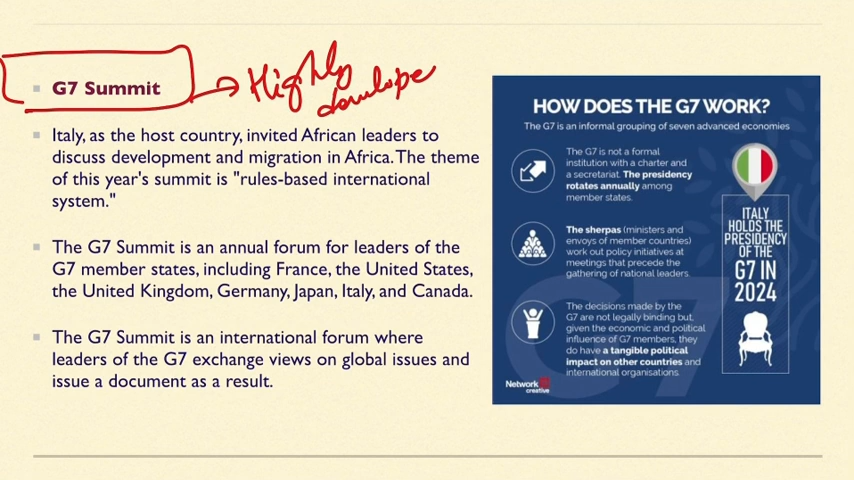 G7 Summit
Highly
develope
Italy, as the host country, invited African leaders to
discuss development and migration in Africa. The theme
of this year's summit is "rules-based international
system."
The G7 Summit is an annual forum for leaders of the
G7 member states, including France, the United States,
the United Kingdom, Germany, Japan, Italy, and Canada.
The G7 Summit is an international forum where
leaders of the G7 exchange views on global issues and
issue a document as a result.
HOW DOES THE G7 WORK?
The G7 is an informal grouping of seven advanced economies
The G7 is not a formal
institution with a charter and
a secretariat. The presidency
rotates annually among
member states.
The sherpas (ministers and
envoys of member countries)
work out policy initiatives at
meetings that precede the
gathering of national leaders.
The decisions made by the
G7 are not legally binding but,
given the economic and political
influence of G7 members, they
do have a tangible political
impact on other countries and
international organisations.
ITALY
HOLDS THE
PRESIDENCY
OF THE
G7 IN
2024
G7
Network
creative